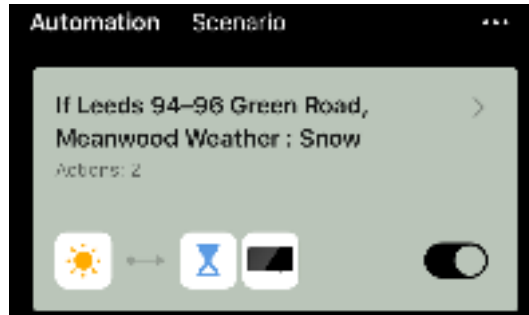 Automation Scenario
If Leeds 94–96 Green Road,
Meanwood Weather : Snow
Actions: 2